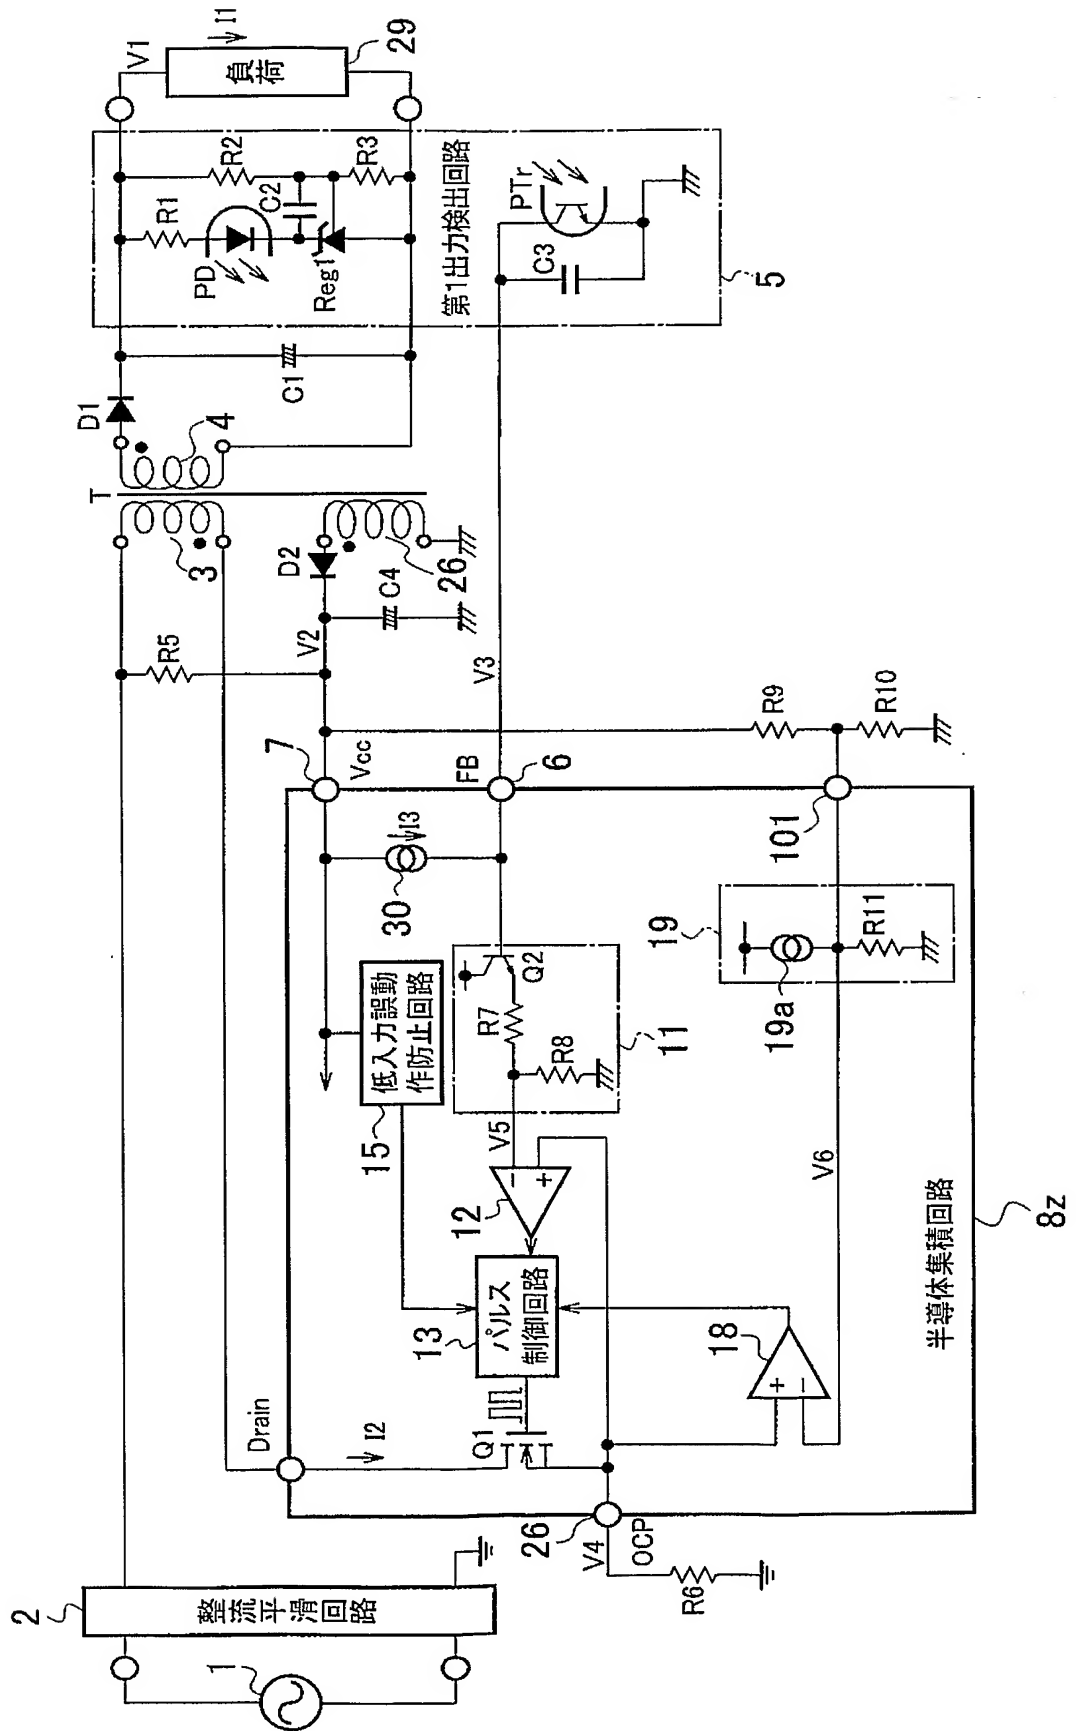 1
2
整流平滑回路
T
3
4
D1
C1
R1
R2
C2
R3
PD
Reg1
第1出力検出回路
PTr
C3
5
V1
I1
負荷
29
R5
D2
V2
C4
26
V3
7
Vcc
FB
6
R9
R10
101
Drain
I2
Q1
13
パルス
制御回路
15
低入力誤動
作防止回路
30
I3
Q2
R7
R8
11
V5
12
−
+
19
19a
R11
V6
18
+
−
26
V4
OCP
R6
半導体集積回路
8z